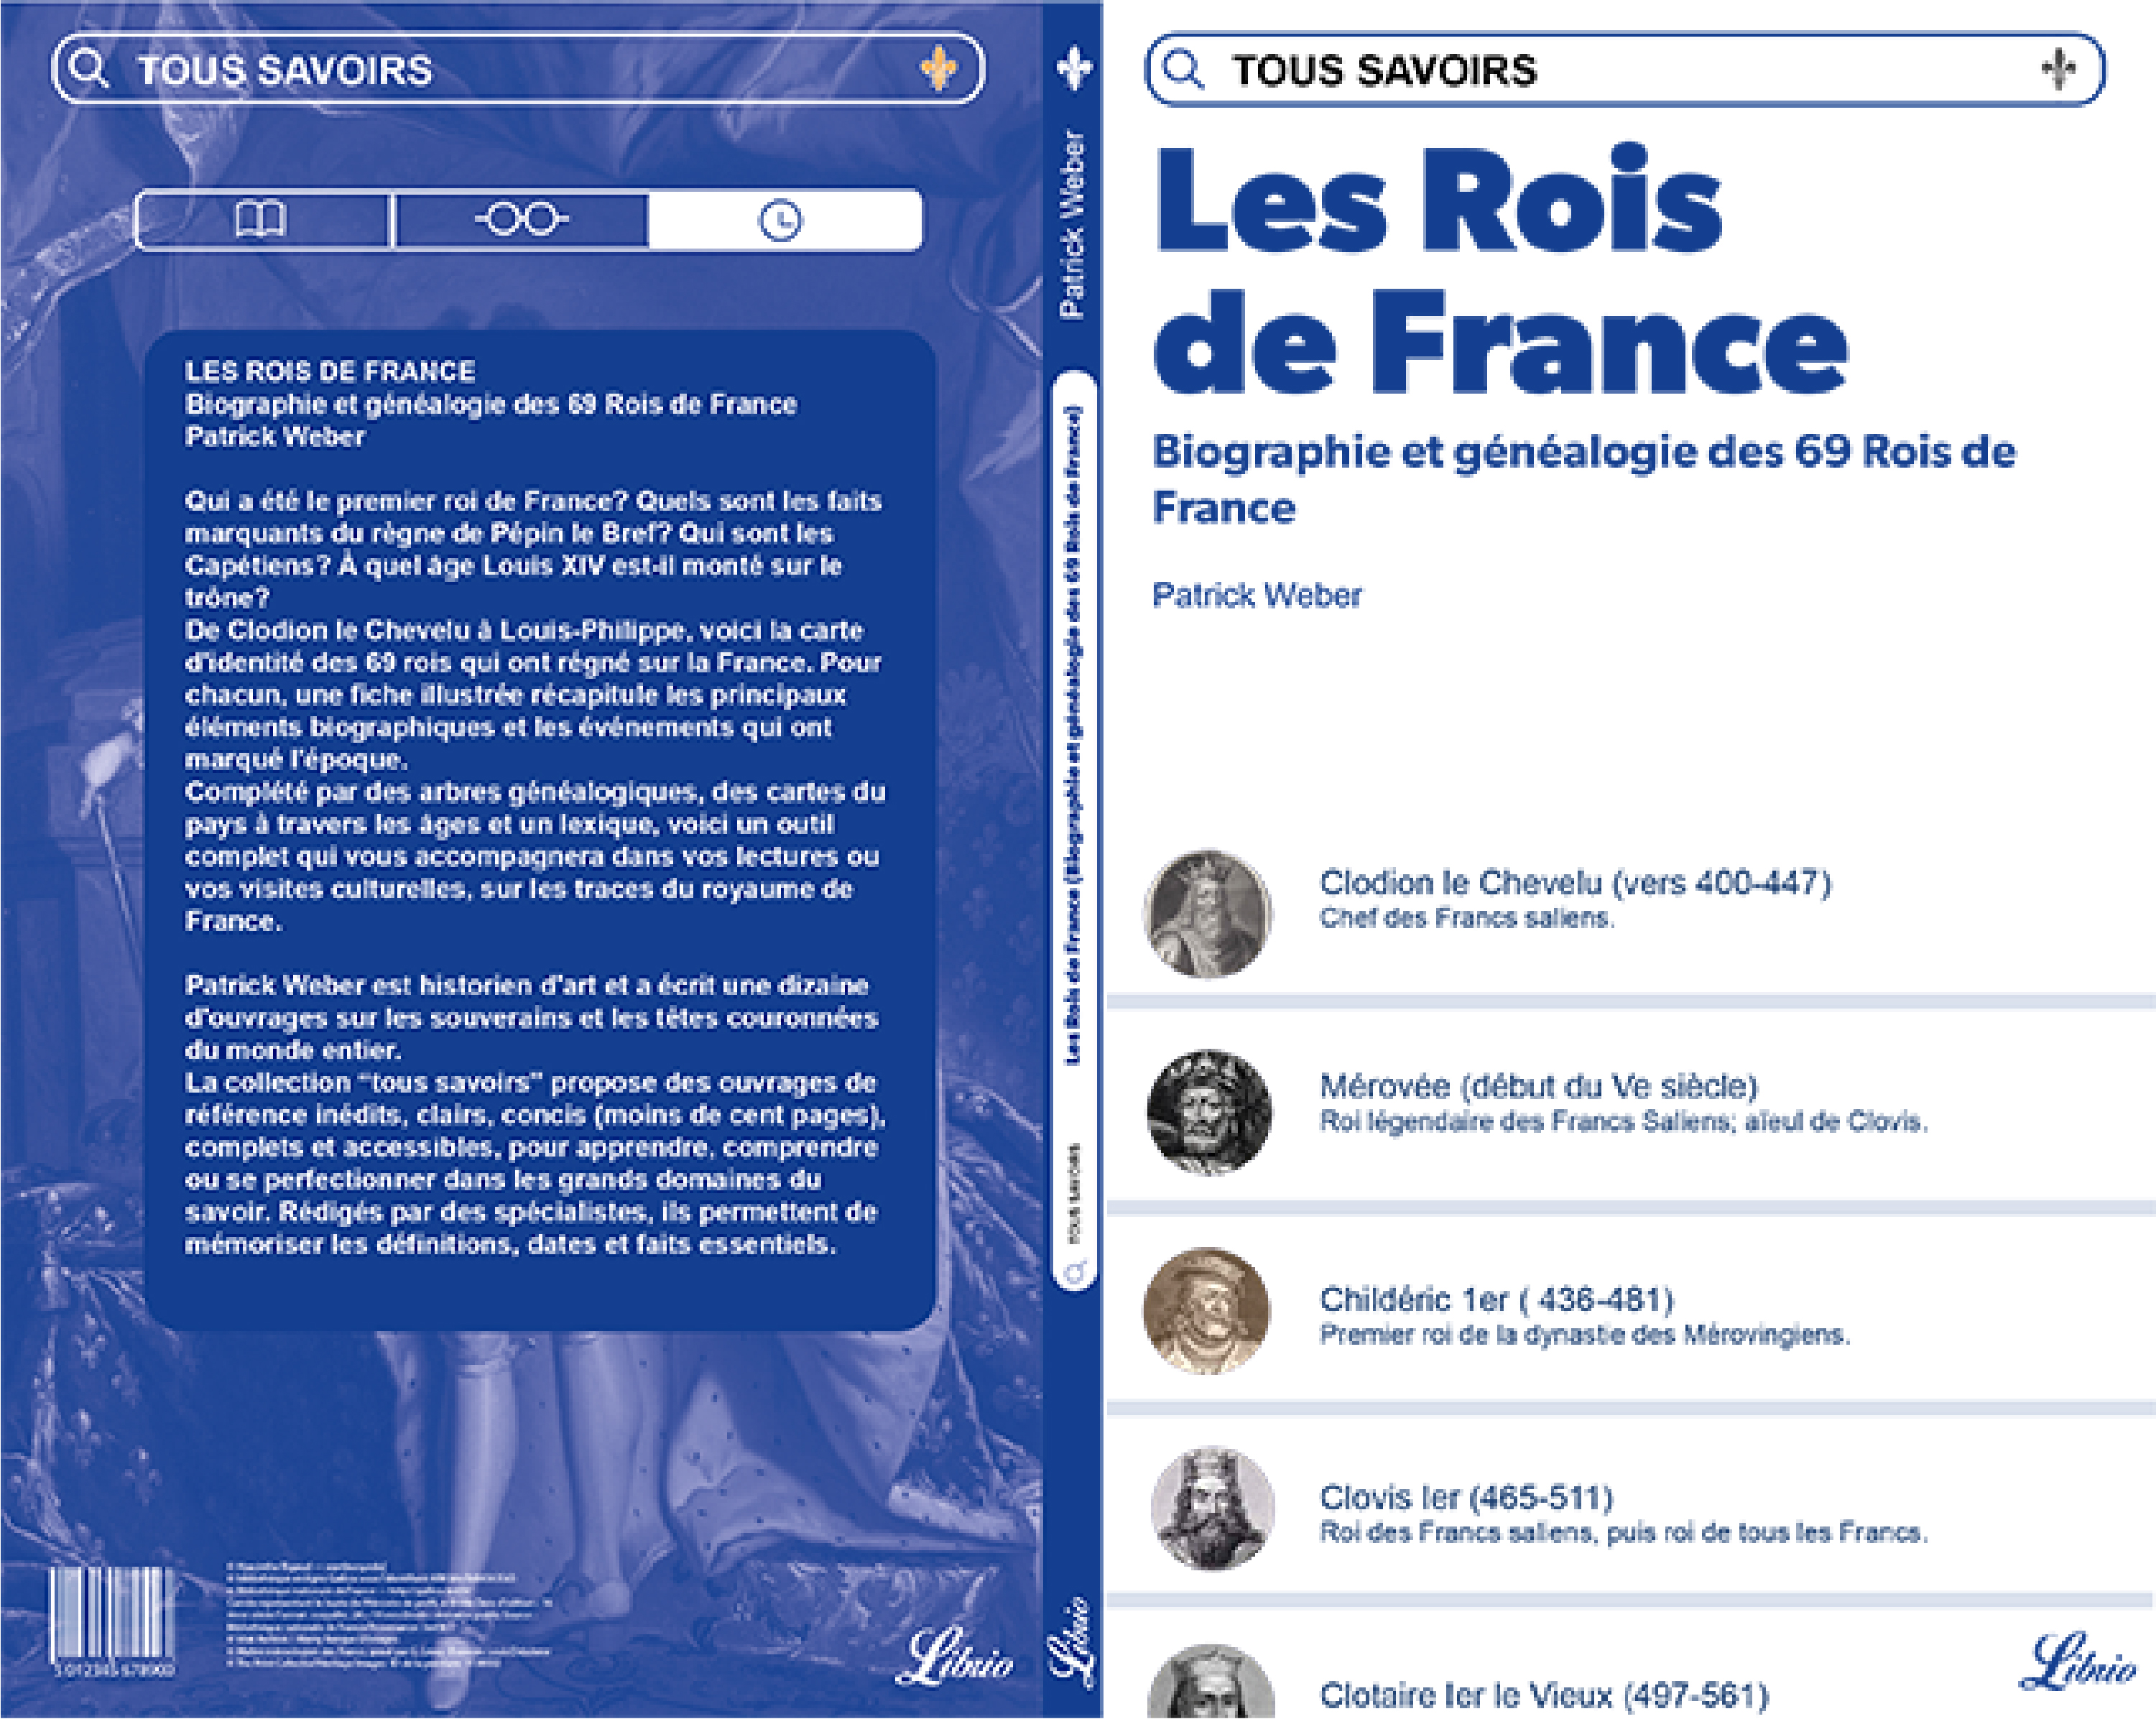 TOUS SAVOIRS
LES ROIS DE FRANCE
Biographie et généalogie des 69 Rois de France
Patrick Weber
Qui a été le premier roi de France? Quels sont les faits
marquants du règne de Pépin le Bref? Qui sont les
Capétiens? À quel âge Louis XIV est-il monté sur le
trône?
De Clodion le Chevelu à Louis-Philippe, voici la carte
d'identité des 69 rois qui ont régné sur la France. Pour
chacun, une fiche illustrée récapitule les principaux
éléments biographiques et les événements qui ont
marqué l'époque.
Complété par des arbres généalogiques, des cartes du
pays à travers les âges et un lexique, voici un outil
complet qui vous accompagnera dans vos lectures ou
vos visites culturelles, sur les traces du royaume de
France.
Patrick Weber est historien d'art et a écrit une dizaine
d'ouvrages sur les souverains et les têtes couronnées
du monde entier.
La collection "tous savoirs" propose des ouvrages de
référence inédits, clairs, concis (moins de cent pages),
complets et accessibles, pour apprendre, comprendre
ou se perfectionner dans les grands domaines du
savoir. Rédigés par des spécialistes, ils permettent de
mémoriser les définitions, dates et faits essentiels.
5 012345 678900
Librio
Patrick Weber
Les Rois de France (Biographie et généalogie des 69 Rois de France)
TOUS SAVOIRS
Librio
TOUS SAVOIRS
Les Rois
de France
Biographie et généalogie des 69 Rois de
France
Patrick Weber
Clodion le Chevelu (vers 400-447)
Chef des Francs saliens.
Mérovée (début du Ve siècle)
Roi légendaire des Francs Saliens; aïeul de Clovis.
Childéric 1er ( 436-481)
Premier roi de la dynastie des Mérovingiens.
Clovis Ier (465-511)
Roi des Francs saliens, puis roi de tous les Francs.
Clotaire Ier le Vieux (497-561)
Librio